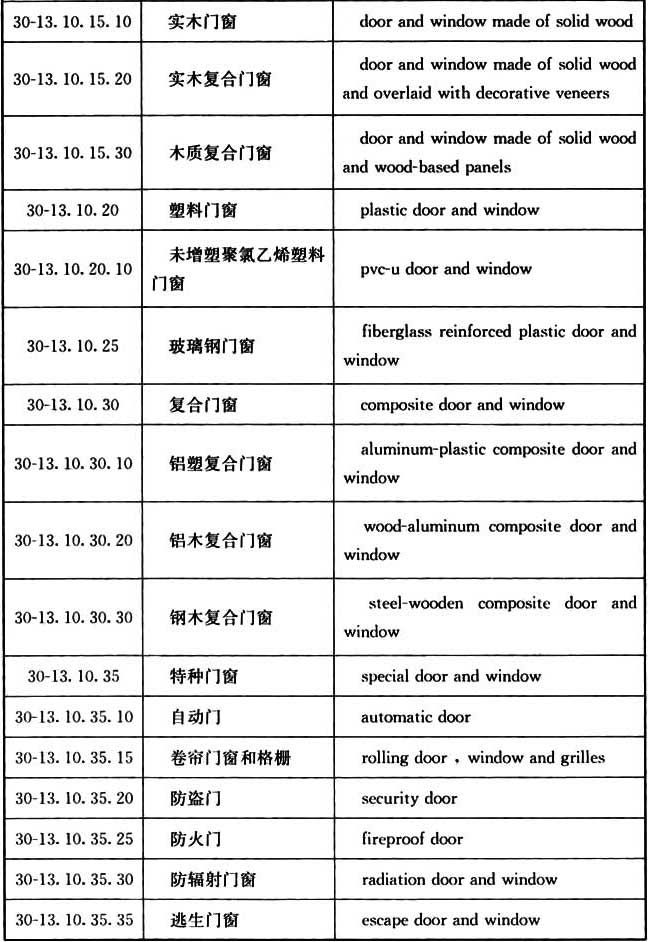 30-13. 10. 15. 10 实木门窗 door and window made of solid wood
30-13. 10. 15. 20 实木复合门窗 door and window made of solid wood
and overlaid with decorative veneers
30-13. 10. 15. 30 木质复合门窗 door and window made of solid wood
and wood-based panels
30-13. 10. 20 塑料门窗 plastic door and window
30-13. 10. 20. 10 未增塑聚氯乙烯塑料
门窗 pvc-u door and window
30-13. 10. 25 玻璃钢门窗 fiberglass reinforced plastic door and
window
30-13. 10. 30 复合门窗 composite door and window
30-13. 10. 30. 10 铝塑复合门窗 aluminum-plastic composite door and
window
30-13. 10. 30. 20 铝木复合门窗 wood-aluminum composite door and
window
30-13. 10. 30. 30 钢木复合门窗 steel-wooden composite door and
window
30-13. 10. 35 特种门窗 special door and window
30-13. 10. 35. 10 自动门 automatic door
30-13. 10. 35. 15 卷帘门窗和格栅 rolling door , window and grilles
30-13. 10. 35. 20 防盗门 security door
30-13. 10. 35. 25 防火门 fireproof door
30-13. 10. 35. 30 防辐射门窗 radiation door and window
30-13. 10. 35. 35 逃生门窗 escape door and window